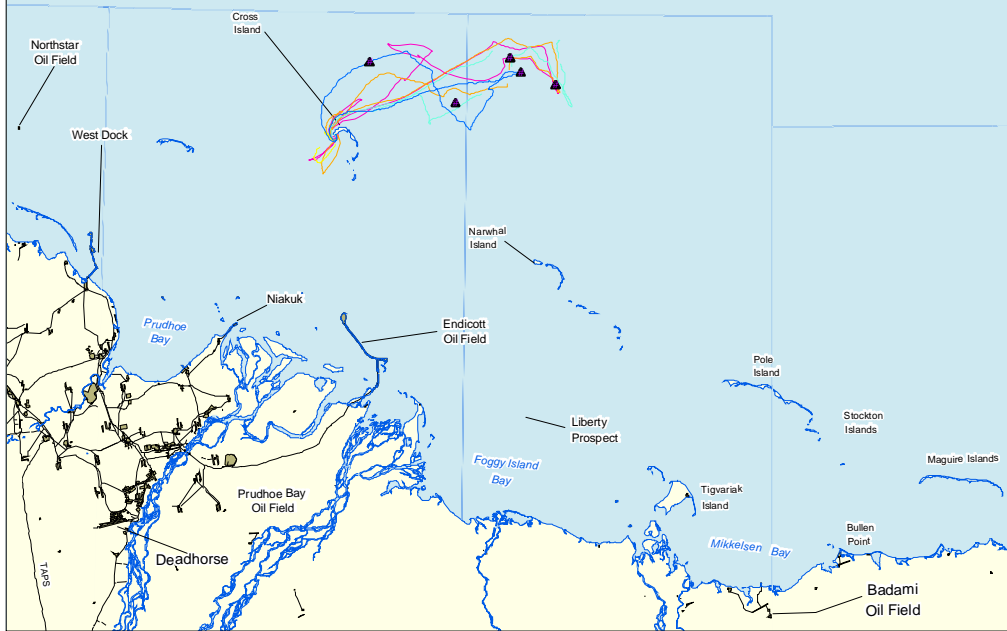 Cross
Island
Northstar
Oil Field
West Dock
Narwhal
Island
Niakuk
Prudhoe
Bay
Endicott
Oil Field
Pole
Island
Stockton
Islands
Liberty
Prospect
Foggy Island
Bay
Maguire Islands
Tigvariak
Island
Prudhoe Bay
Oil Field
Bullen
Point
Mikkelsen Bay
Deadhorse
TAPS
Badami
Oil Field